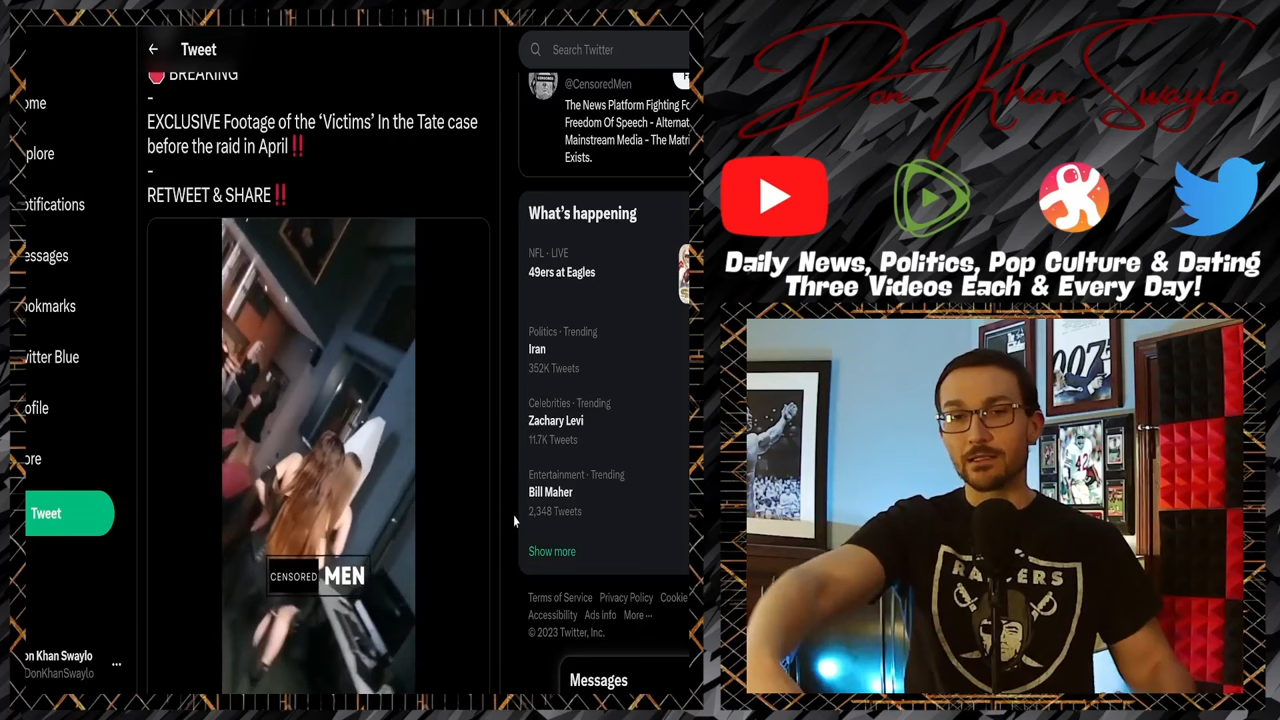 Tweet
BREAKING
-
EXCLUSIVE Footage of the ‘Victims’ In the Tate case
before the raid in April‼️
-
RETWEET & SHARE‼️
CENSORED MEN
ome
plore
otifications
essages
ookmarks
vitter Blue
ofile
ore
Tweet
on Khan Swaylo
DonKhanSwaylo
Search Twitter
@CensoredMen
The News Platform Fighting Fo
Freedom Of Speech - Alternat
Mainstream Media - The Matri
Exists.
What’s happening
NFL · LIVE
49ers at Eagles
Politics · Trending
Iran
352K Tweets
Celebrities · Trending
Zachary Levi
11.7K Tweets
Entertainment · Trending
Bill Maher
2,348 Tweets
Show more
Terms of Service Privacy Policy Cookie
Accessibility Ads info More ···
© 2023 Twitter, Inc.
Messages
Don Khan Swaylo
Daily News, Politics, Pop Culture & Dating
Three Videos Each & Every Day!
007
42
RAIDERS